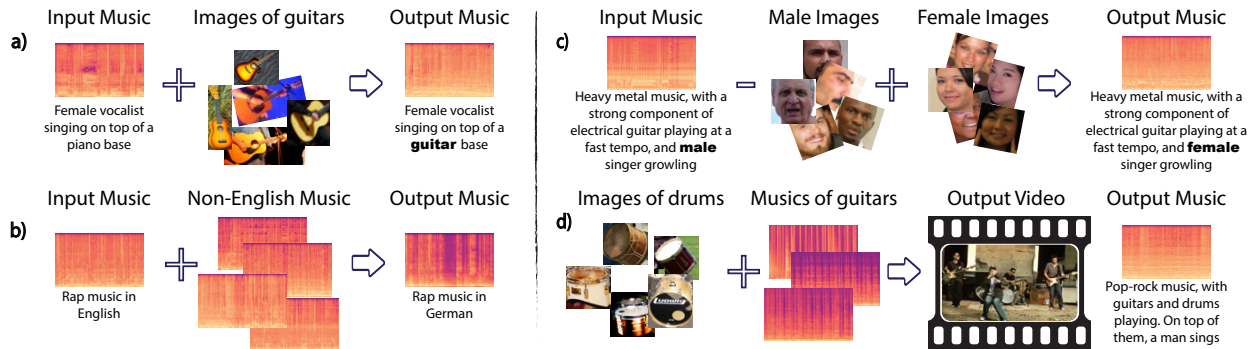 a)
Input Music
Images of guitars
Output Music
Female vocalist
singing on top of a
piano base
Female vocalist
singing on top of a
guitar base
b)
Input Music
Non-English Music
Output Music
Rap music in
English
Rap music in
German
c)
Input Music
Male Images
Female Images
Output Music
Heavy metal music, with a
strong component of
electrical guitar playing at a
fast tempo, and male
singer growling
Heavy metal music, with a
strong component of
electrical guitar playing at a
fast tempo, and female
singer growling
d)
Images of drums
Musics of guitars
Output Video
Output Music
Ludwig
Pop-rock music, with
guitars and drums
playing. On top of
them, a man sings